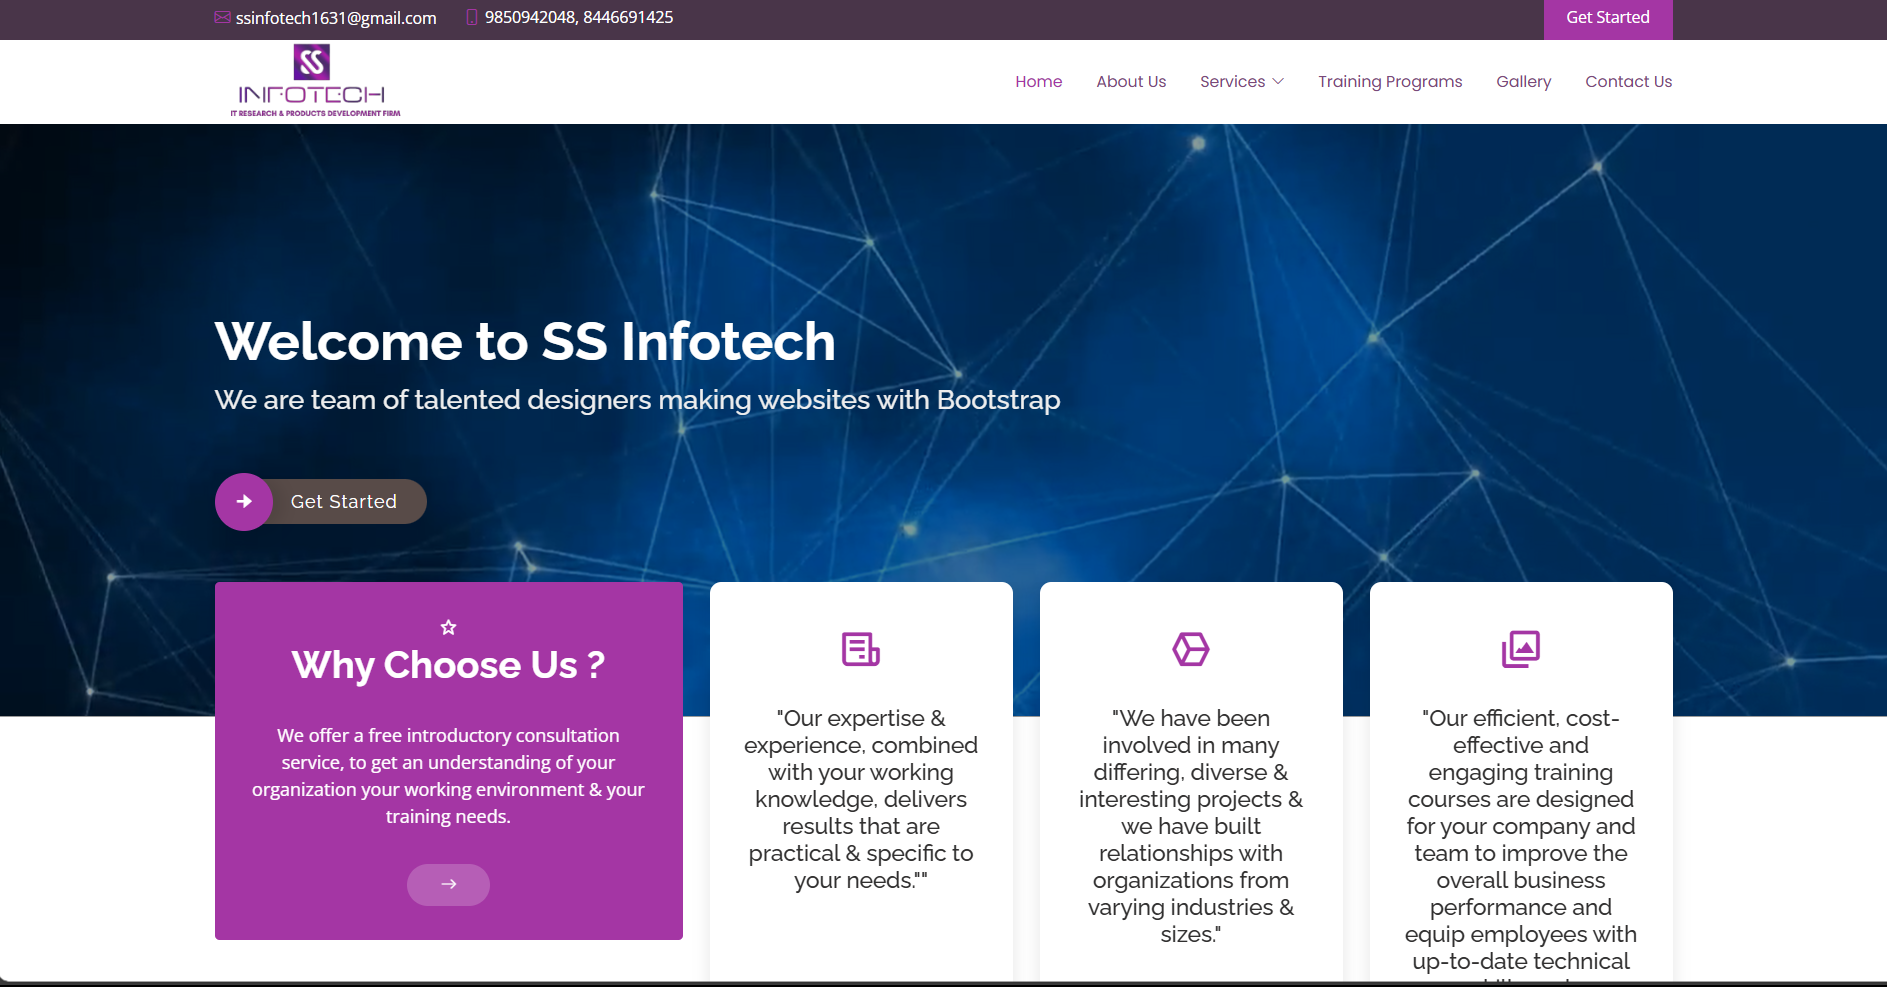 ssinfotech1631@gmail.com 9850942048, 8446691425 Get Started
SS
INFOTECH
IT RESEARCH & PRODUCTS DEVELOPMENT FIRM
Home About Us Services Training Programs Gallery Contact Us
Welcome to SS Infotech
We are team of talented designers making websites with Bootstrap
Get Started
Why Choose Us ?
We offer a free introductory consultation
service, to get an understanding of your
organization your working environment & your
training needs.
"Our expertise &
experience, combined
with your working
knowledge, delivers
results that are
practical & specific to
your needs.""
"We have been
involved in many
differing, diverse &
interesting projects &
we have built
relationships with
organizations from
varying industries &
sizes."
"Our efficient, cost-
effective and
engaging training
courses are designed
for your company and
team to improve the
overall business
performance and
equip employees with
up-to-date technical